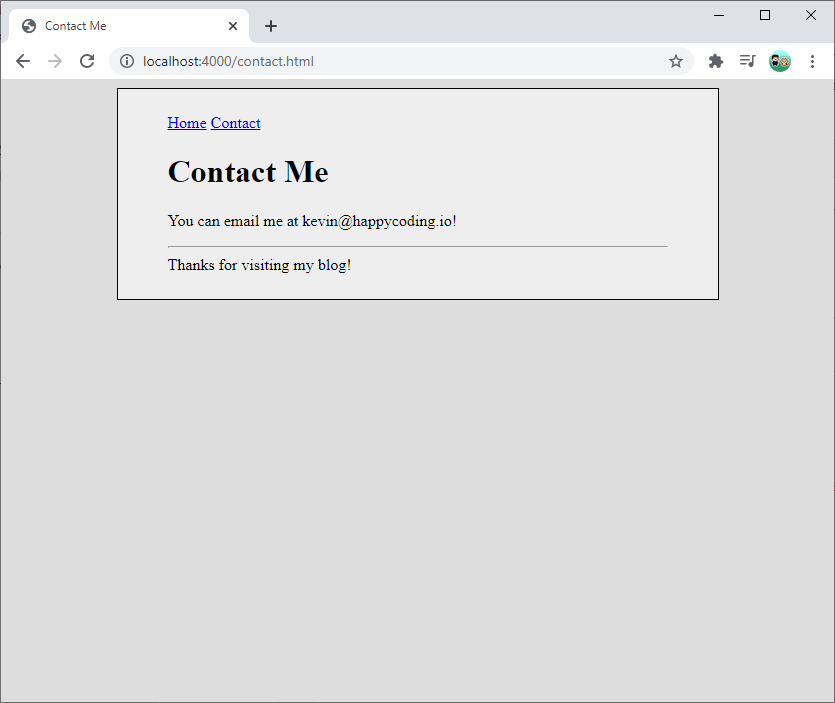 Contact Me
localhost:4000/contact.html
Home Contact
Contact Me
You can email me at kevin@happycoding.io!
Thanks for visiting my blog!